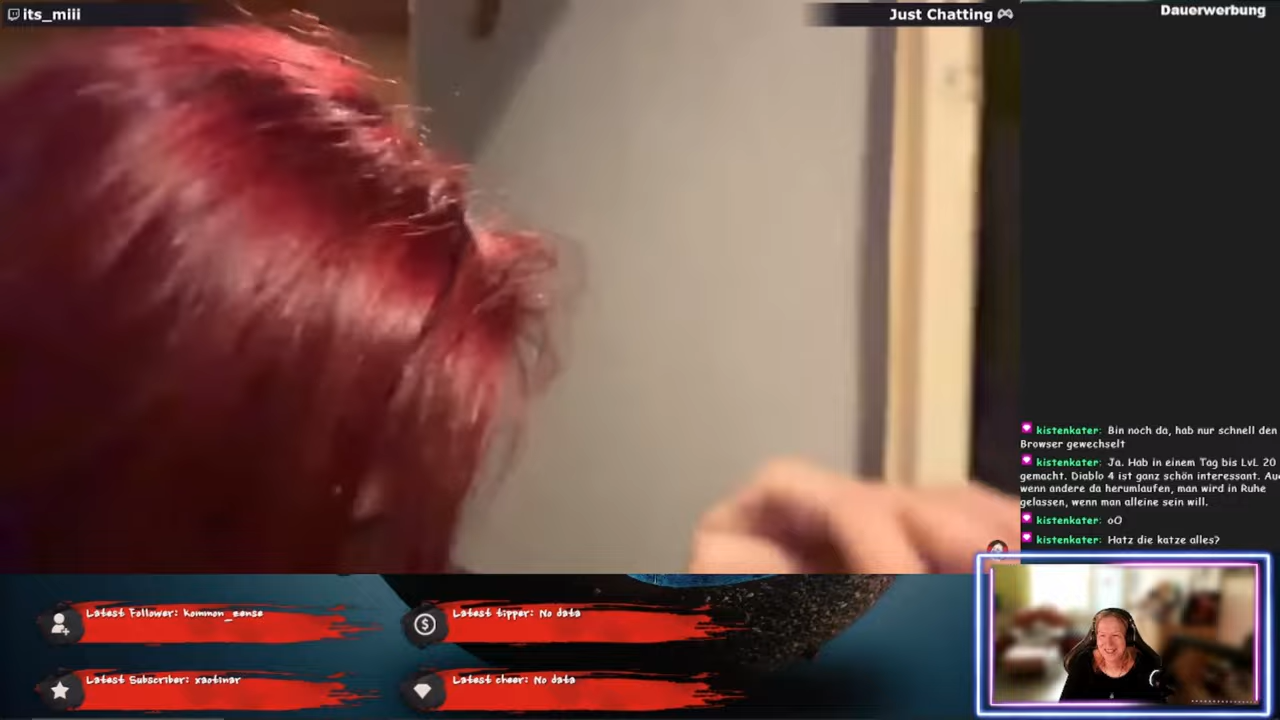 its_miii
Just Chatting
Dauerwerbung
kistenkater: Bin noch da, hab nur schnell den
Browser gewechselt
kistenkater: Ja. Hab in einem Tag bis LvL 20
gemacht. Diablo 4 ist ganz schön interessant.
wenn andere da herumlaufen, man wird in Ruhe
gelassen, wenn man alleine sein will.
kistenkater: oO
kistenkater: Hatz die katze alles?
Latest Follower: kommon_sense
Latest tipper: No data
Latest Subscriber: xaotinar
Latest cheer: No data